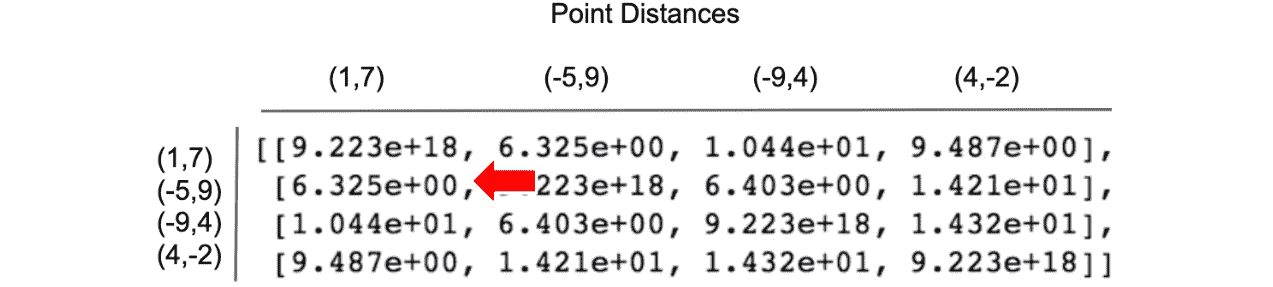 Point Distances
(1,7) (-5,9) (-9,4) (4,-2)
(1,7) [[9.223e+18, 6.325e+00, 1.044e+01, 9.487e+00],
(-5,9) [6.325e+00, 223e+18, 6.403e+00, 1.421e+01],
(-9,4) [1.044e+01, 6.403e+00, 9.223e+18, 1.432e+01],
(4,-2) [9.487e+00, 1.421e+01, 1.432e+01, 9.223e+18]]